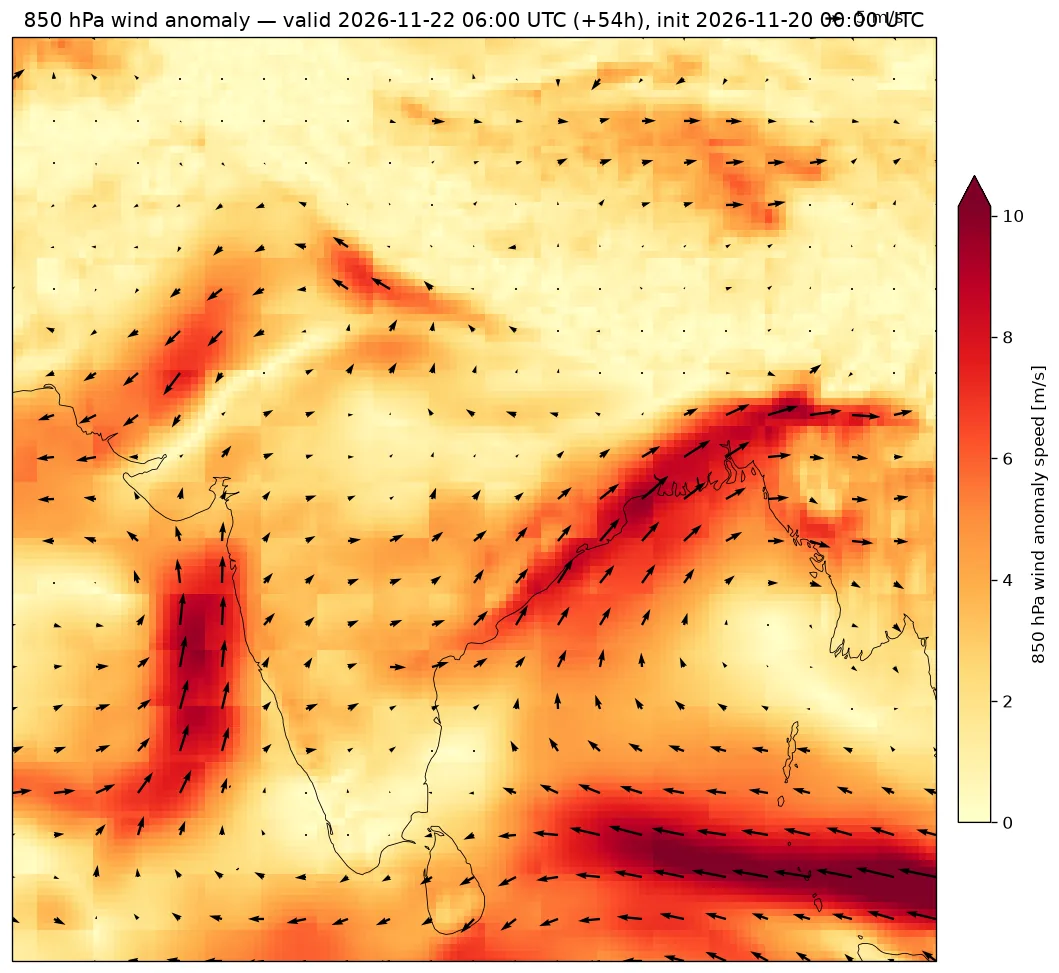 850 hPa wind anomaly — valid 2026-11-22 06:00 UTC (+54h), init 2026-11-20 00:00 UTC
5 m/s
10
8
6
4
2
0
850 hPa wind anomaly speed [m/s]